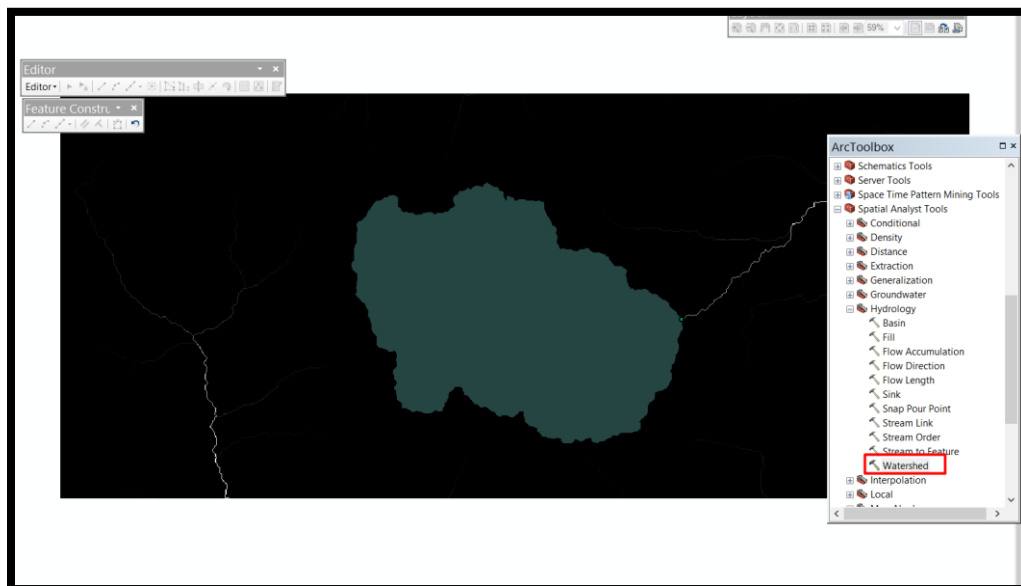 59%
Editor
Editor
Feature Constru
ArcToolbox
Schematics Tools
Server Tools
Space Time Pattern Mining Tools
Spatial Analyst Tools
Conditional
Density
Distance
Extraction
Generalization
Groundwater
Hydrology
Basin
Fill
Flow Accumulation
Flow Direction
Flow Length
Sink
Snap Pour Point
Stream Link
Stream Order
Stream to Feature
Watershed
Interpolation
Local